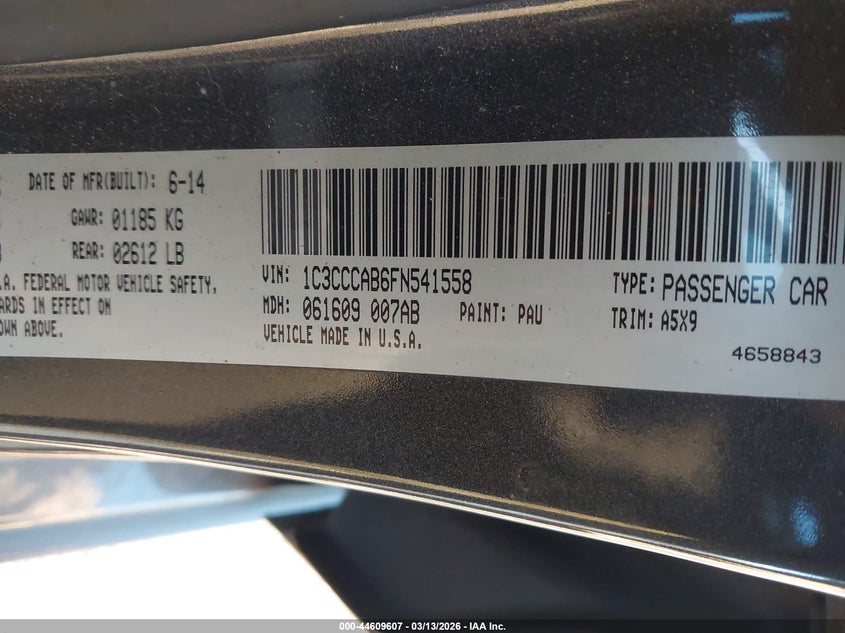 DATE OF MFR(BUILT): 6-14
GAWR: 01185 KG
REAR: 02612 LB
FEDERAL MOTOR VEHICLE SAFETY,
IN EFFECT ON
ABOVE.
VIN: 1C3CCCAB6FN541558
MDH: 061609 007AB
PAINT: PAU
VEHICLE MADE IN U.S.A.
TYPE: PASSENGER CAR
TRIM: A5X9
4658843
000-44609607 - 03/13/2026 - IAA Inc.